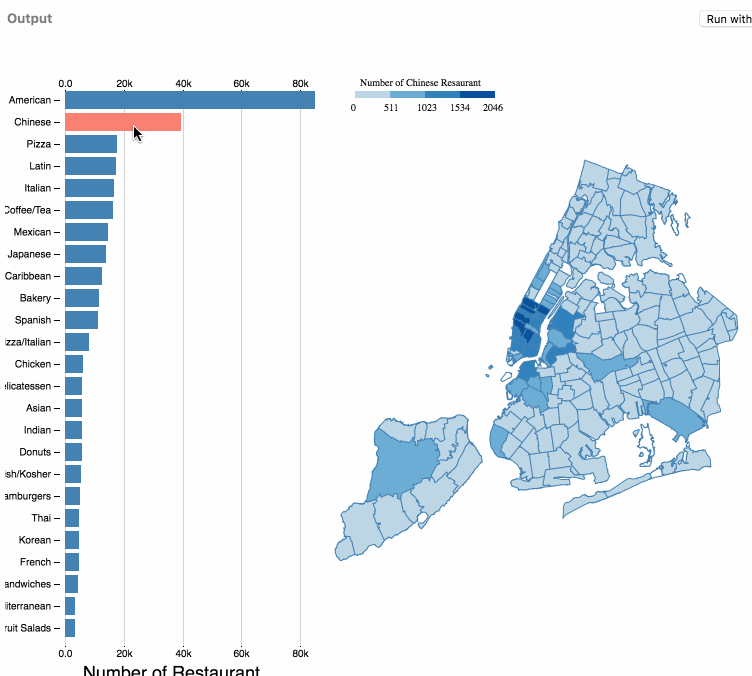 Output
Run with
0.0 20k 40k 60k 80k
Number of Chinese Resaurant
0 511 1023 1534 2046
American
Chinese
Pizza
Latin
Italian
Coffee/Tea
Mexican
Japanese
Caribbean
Bakery
Spanish
izza/Italian
Chicken
elicatessen
Asian
Indian
Donuts
ish/Kosher
amburgers
Thai
Korean
French
andwiches
literranean
ruit Salads
0.0 20k 40k 60k 80k
Number of Restaurant